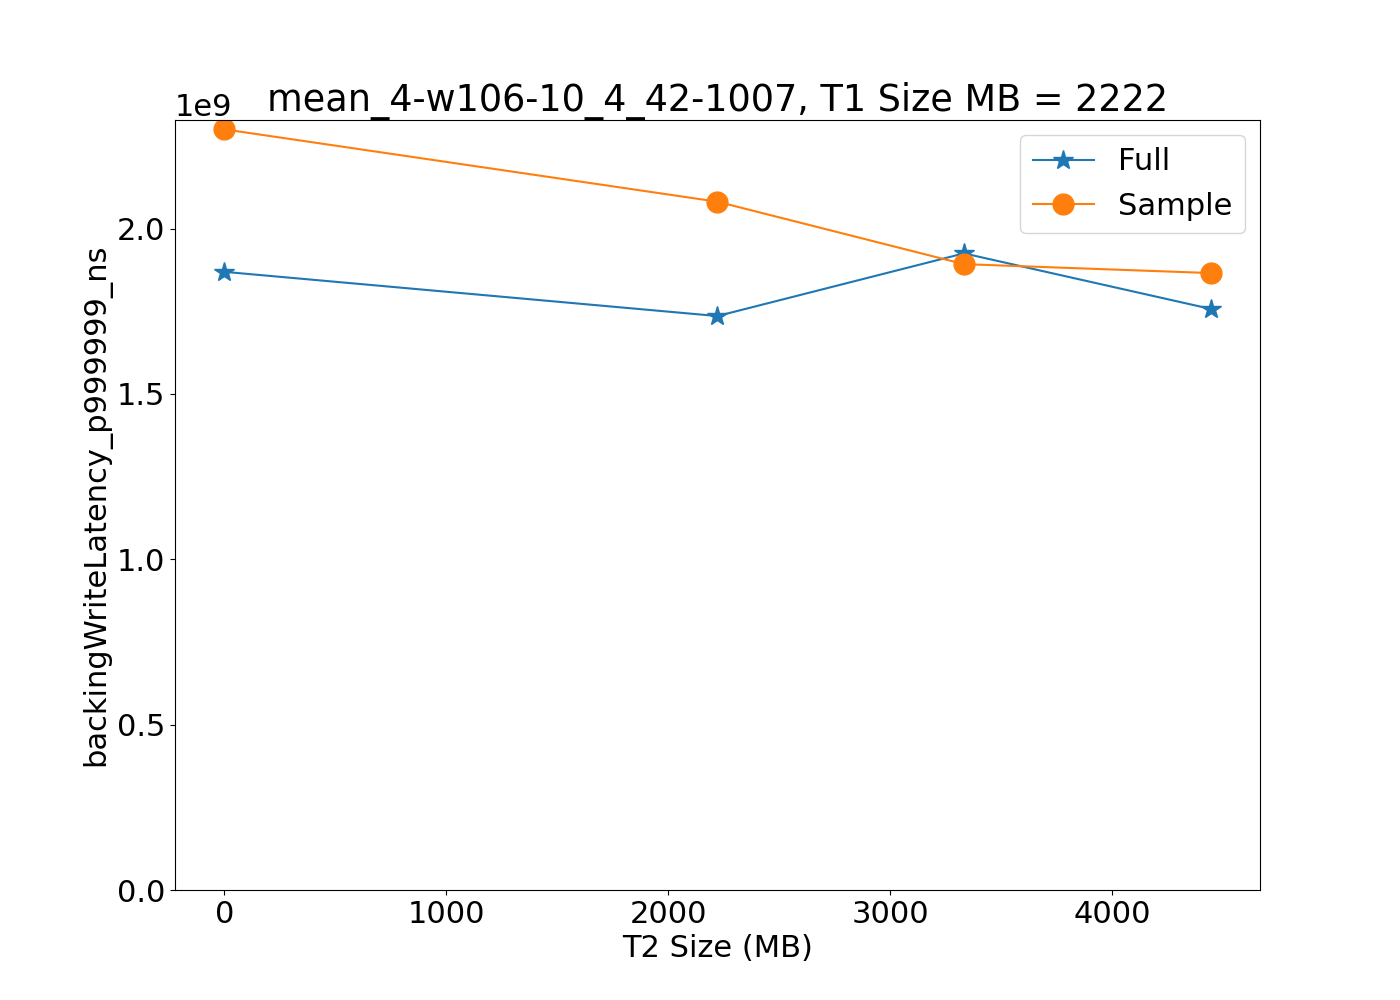 1e9
mean_4-w106-10_4_42-1007, T1 Size MB = 2222
Full
Sample
backingWriteLatency_p999999_ns
2.0
1.5
1.0
0.5
0.0
0 1000 2000 3000 4000
T2 Size (MB)